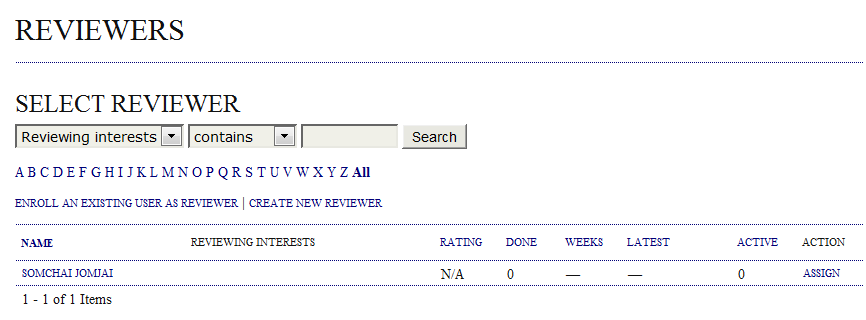 REVIEWERS
SELECT REVIEWER
Reviewing interests contains Search
A B C D E F G H I J K L M N O P Q R S T U V W X Y Z All
ENROLL AN EXISTING USER AS REVIEWER | CREATE NEW REVIEWER
NAME REVIEWING INTERESTS RATING DONE WEEKS LATEST ACTIVE ACTION
SOMCHAI JOMJAI N/A 0 — — 0 ASSIGN
1 - 1 of 1 Items